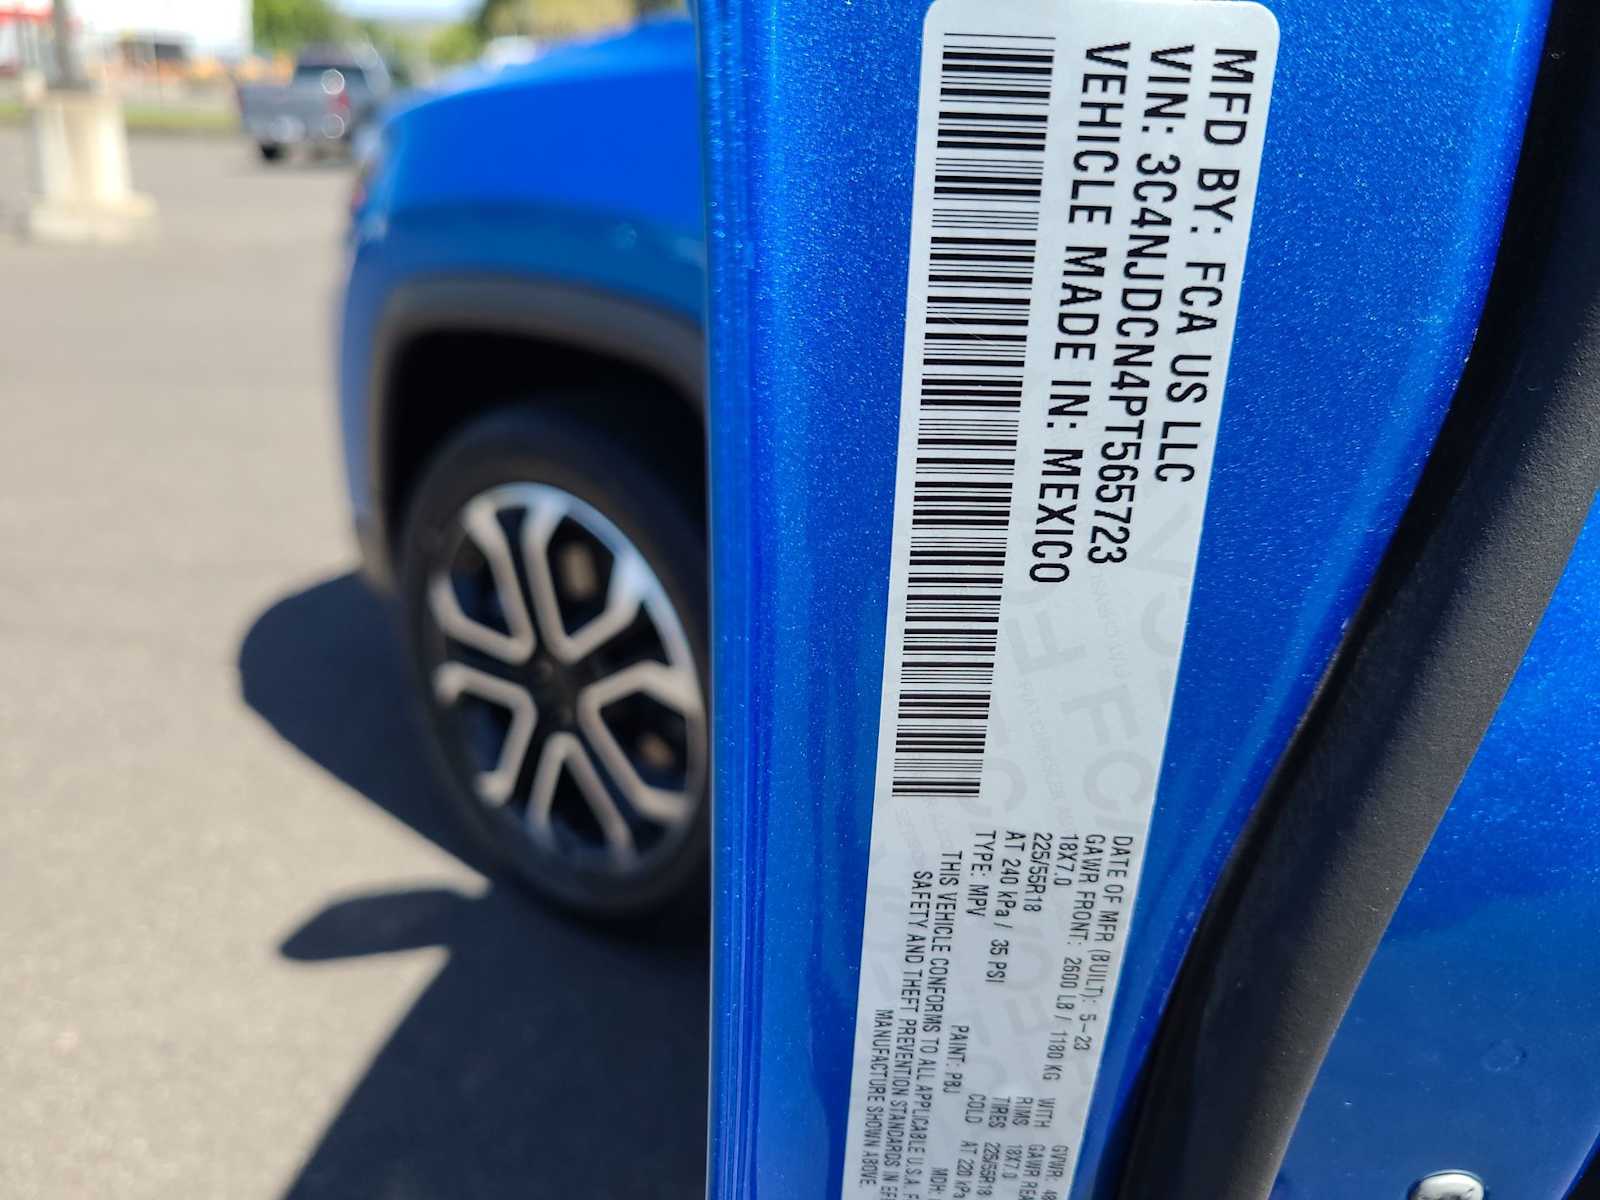 MFD BY: FCA US LLC
VIN: 3C4NJDCN4PT565723
VEHICLE MADE IN: MEXICO
DATE OF MFR (BUILT): 5-23 GVWR:
GAWR FRONT: 2600 LB / 1180 KG WITH GAWR
18X7.0 RIMS 18X7.0
225/55R18 TIRES 225/55R18
AT 240 kPa / 35 PSI COLD AT 220 kPa
TYPE: MPV PAINT: PBJ MDH:
THIS VEHICLE CONFORMS TO ALL APPLICABLE U.S.A.
SAFETY AND THEFT PREVENTION STANDARDS IN
MANUFACTURE SHOWN ABOVE.